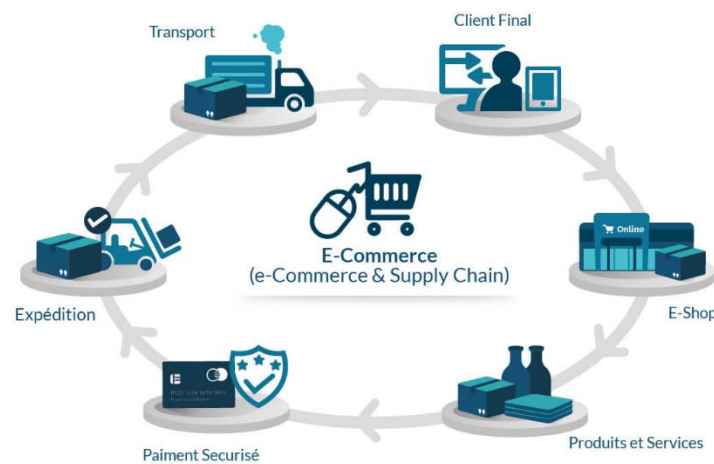 Transport
Client Final
Online
E-Commerce
(e-Commerce & Supply Chain)
Expédition
E-Shop
Paiment Securisé
Produits et Services